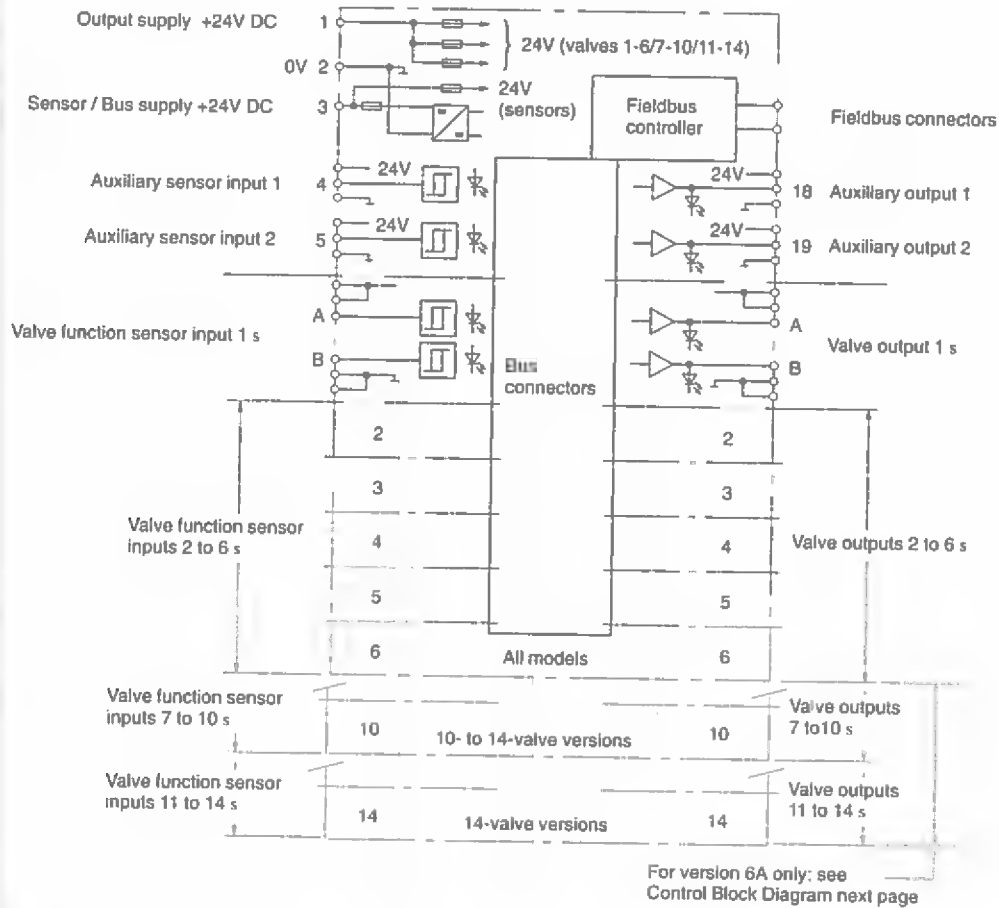 Output supply +24V DC 1
24V (valves 1-6/7-10/11-14)
0V 2
24V
(sensors)
Sensor / Bus supply +24V DC 3
Fieldbus
controller
Fieldbus connectors
24V
Auxiliary sensor input 1 4
24V
18 Auxiliary output 1
24V
Auxiliary sensor input 2 5
24V
19 Auxiliary output 2
A
Valve function sensor input 1 s
B
A
Valve output 1 s
B
Bus
connectors
2 2
3 3
Valve function sensor
inputs 2 to 6 s
4 4
Valve outputs 2 to 6 s
5 5
6 All models 6
Valve function sensor
inputs 7 to 10 s
Valve outputs
7 to10 s
10 10- to 14-valve versions 10
Valve function sensor
inputs 11 to 14 s
Valve outputs
11 to 14 s
14 14-valve versions 14
For version 6A only: see
Control Block Diagram next page